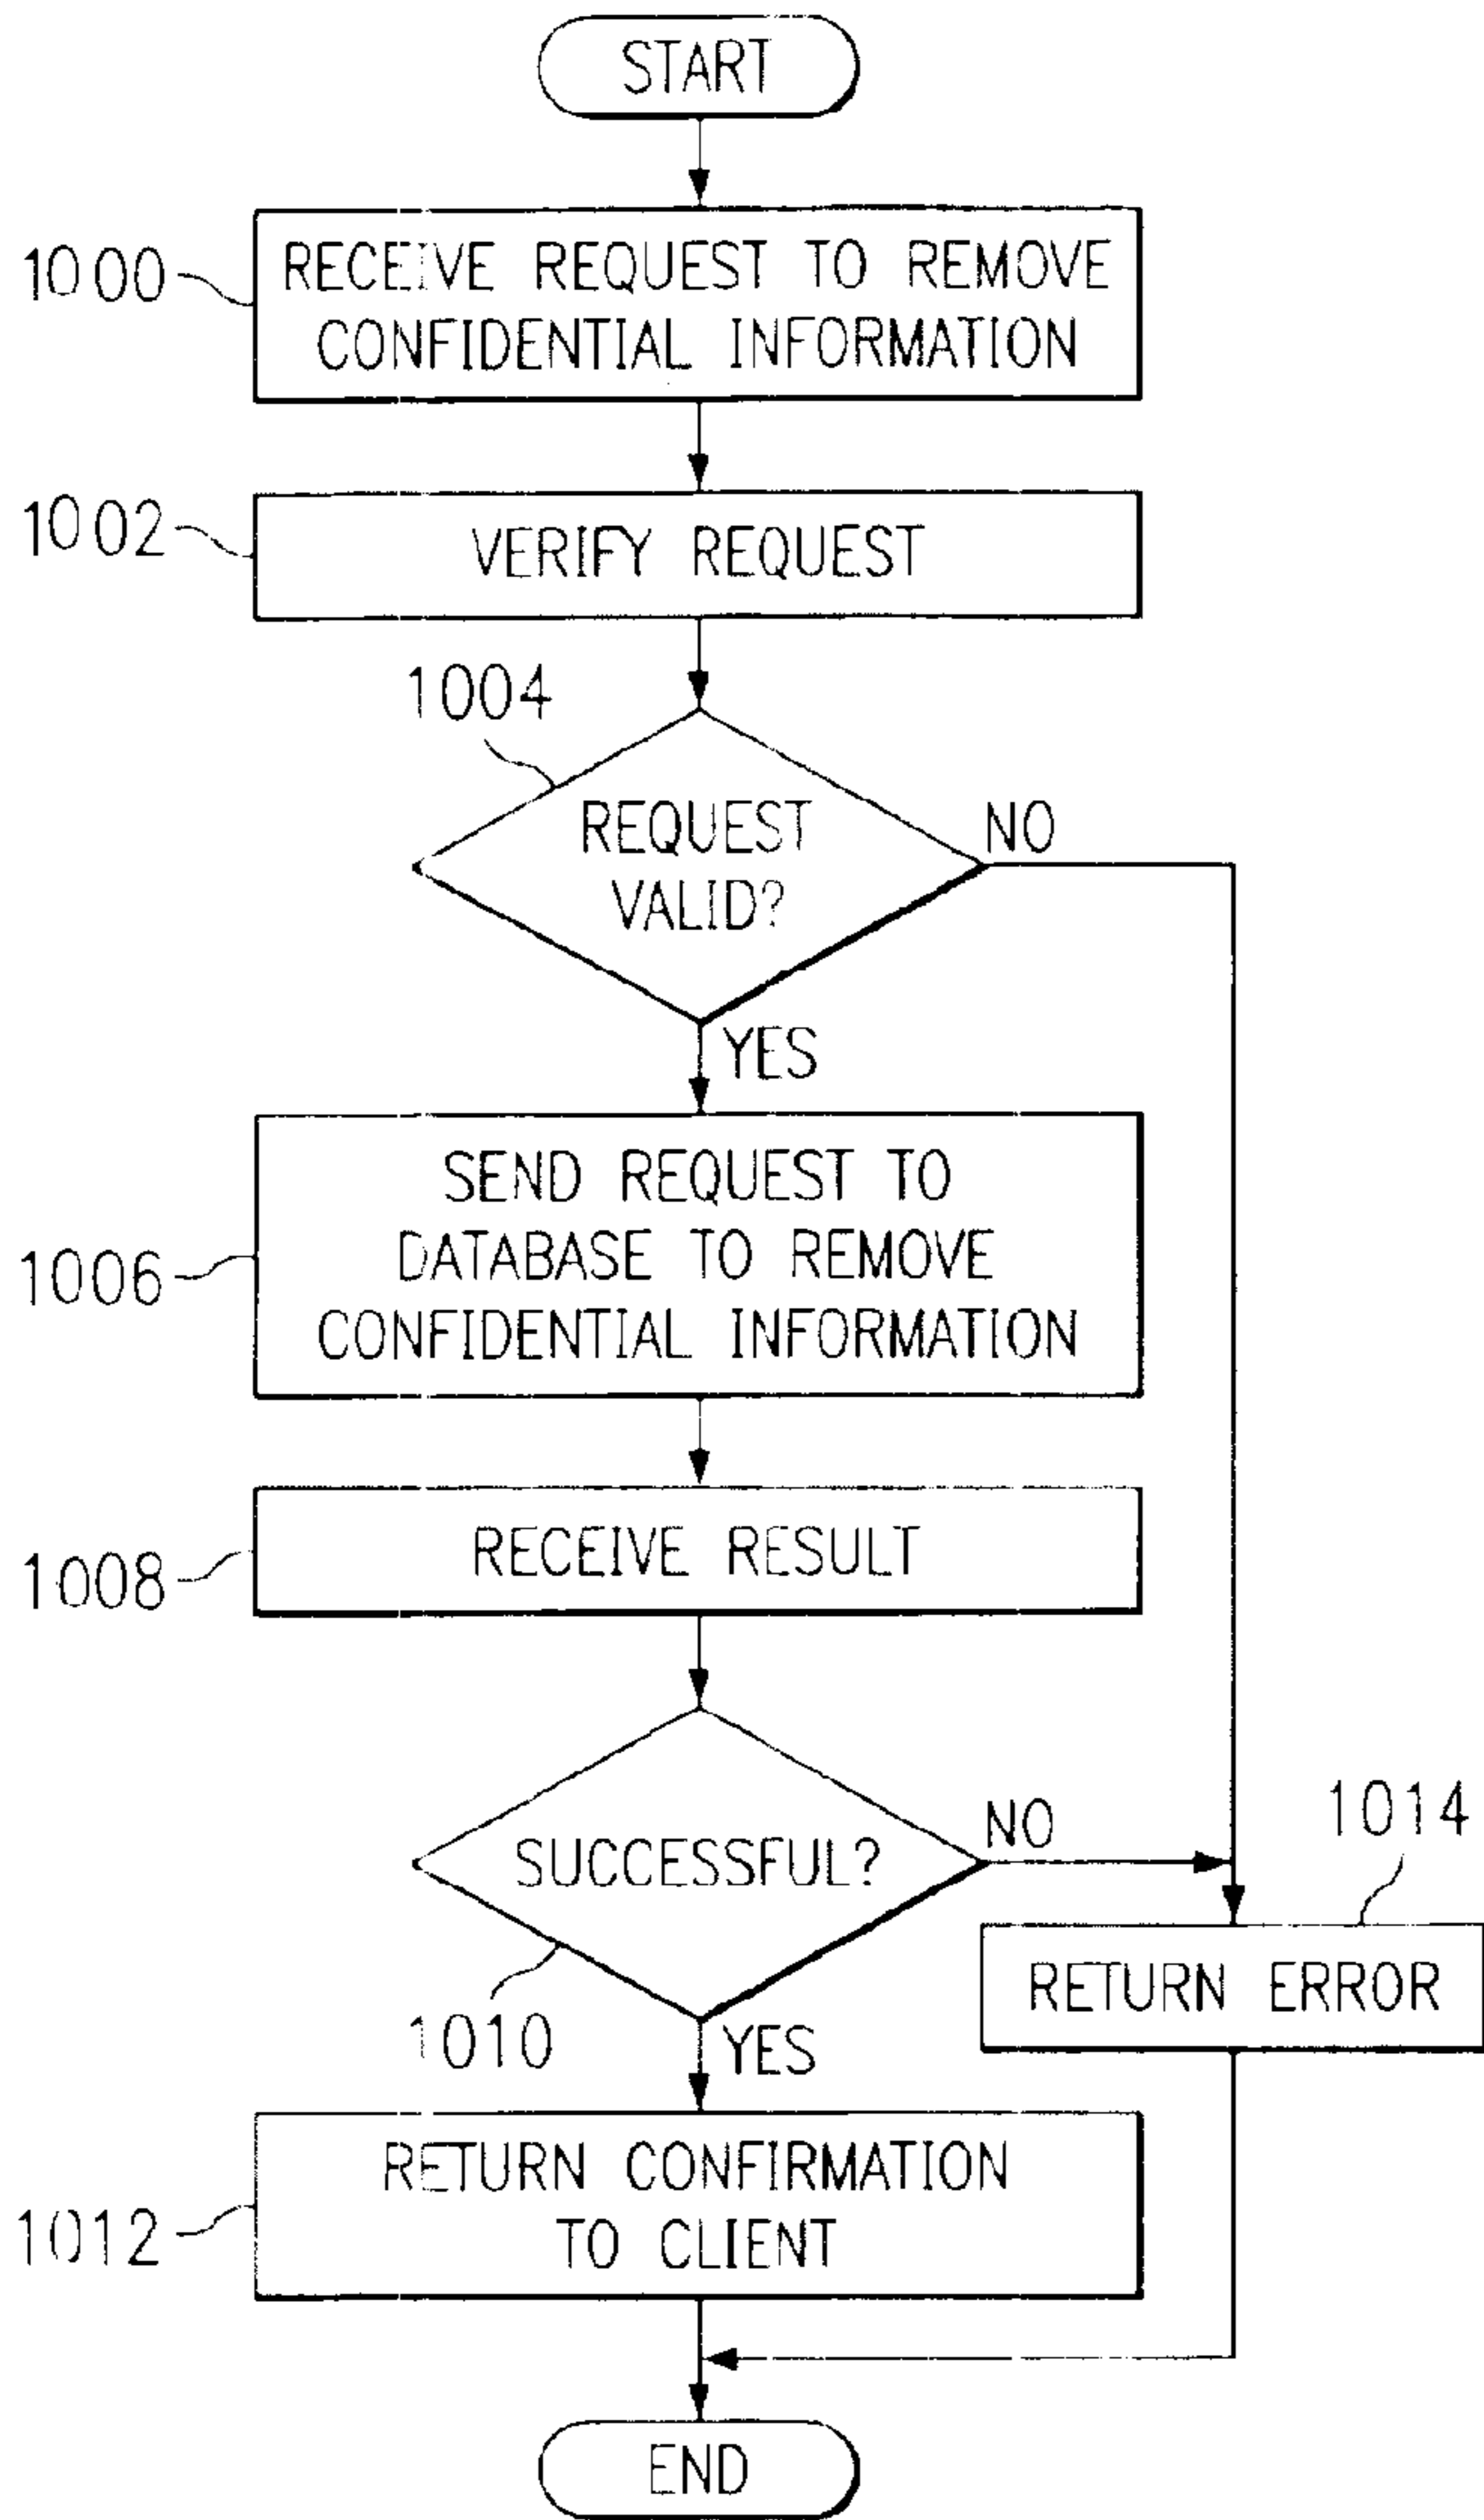 START
1000
RECEIVE REQUEST TO REMOVE
CONFIDENTIAL INFORMATION
1002
VERIFY REQUEST
1004
REQUEST
VALID?
NO
YES
1006
SEND REQUEST TO
DATABASE TO REMOVE
CONFIDENTIAL INFORMATION
1008
RECEIVE RESULT
SUCCESSFUL?
NO
1010
YES
1014
RETURN ERROR
1012
RETURN CONFIRMATION
TO CLIENT
END